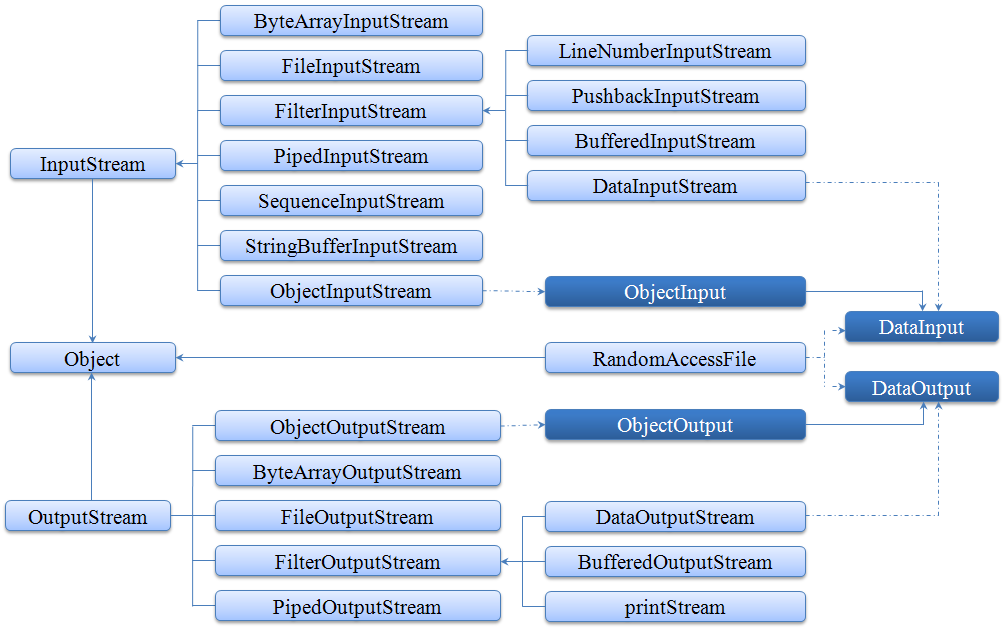 ByteArrayInputStream
FileInputStream
FilterInputStream
PipedInputStream
SequenceInputStream
StringBufferInputStream
ObjectInputStream
LineNumberInputStream
PushbackInputStream
BufferedInputStream
DataInputStream
InputStream
ObjectInput
DataInput
Object
RandomAccessFile
DataOutput
ObjectOutputStream
ObjectOutput
ByteArrayOutputStream
FileOutputStream
FilterOutputStream
PipedOutputStream
OutputStream
DataOutputStream
BufferedOutputStream
printStream